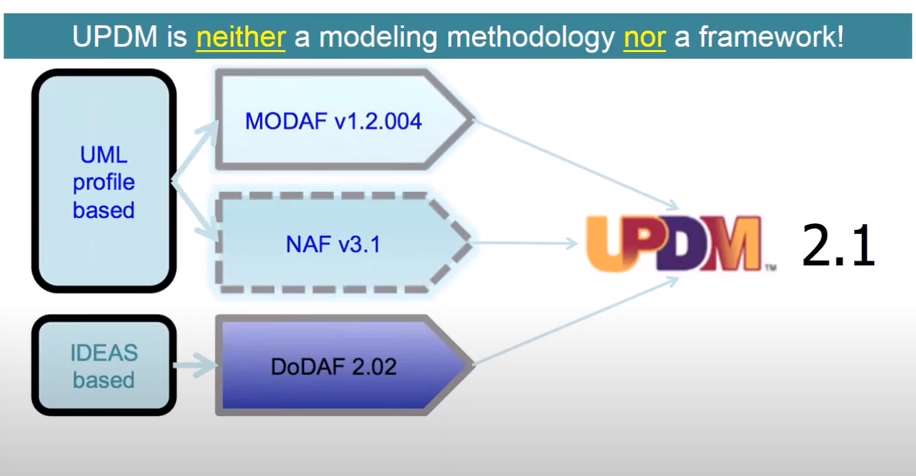 UPDM is neither a modeling methodology nor a framework!
UML
profile
based
MODAF v1.2.004
NAF v3.1
UPDM™ 2.1
IDEAS
based
DoDAF 2.02